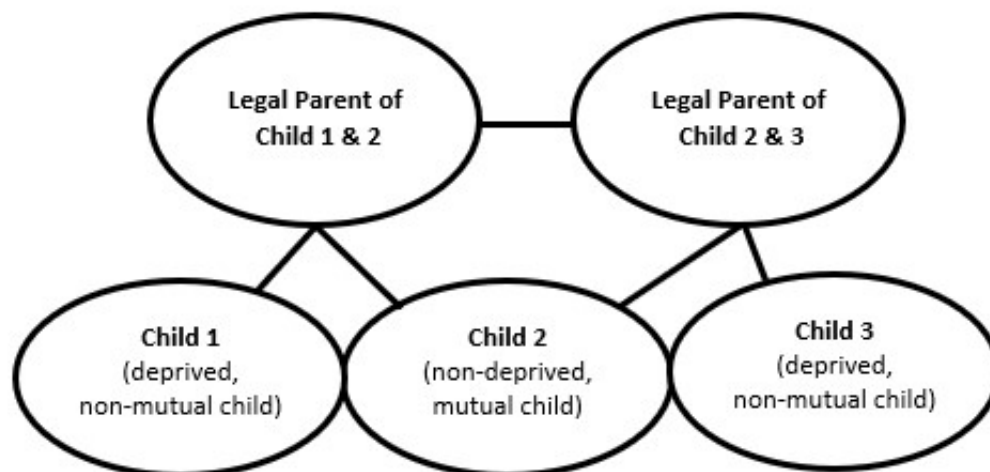 Legal Parent of
Child 1 & 2
Legal Parent of
Child 2 & 3
Child 1
(deprived,
non-mutual child)
Child 2
(non-deprived,
mutual child)
Child 3
(deprived,
non-mutual child)